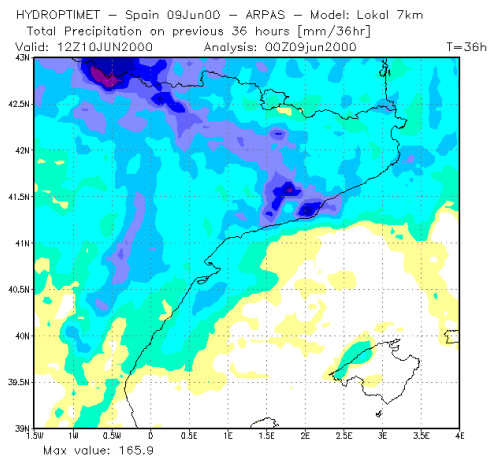 HYDROPTIMET – Spain 09Jun00 – ARPAS – Model: Lokal 7km
Total Precipitation on previous 36 hours [mm/36hr]
Valid: 12Z10JUN2000 Analysis: 00Z09jun2000 T=36h
43N
42.5N
42N
41.5N
41N
40.5N
40N
39.5N
39N
1.5W 1W 0.5W 0 0.5E 1E 1.5E 2E 2.5E 3E 3.5E 4E
Max value: 165.9